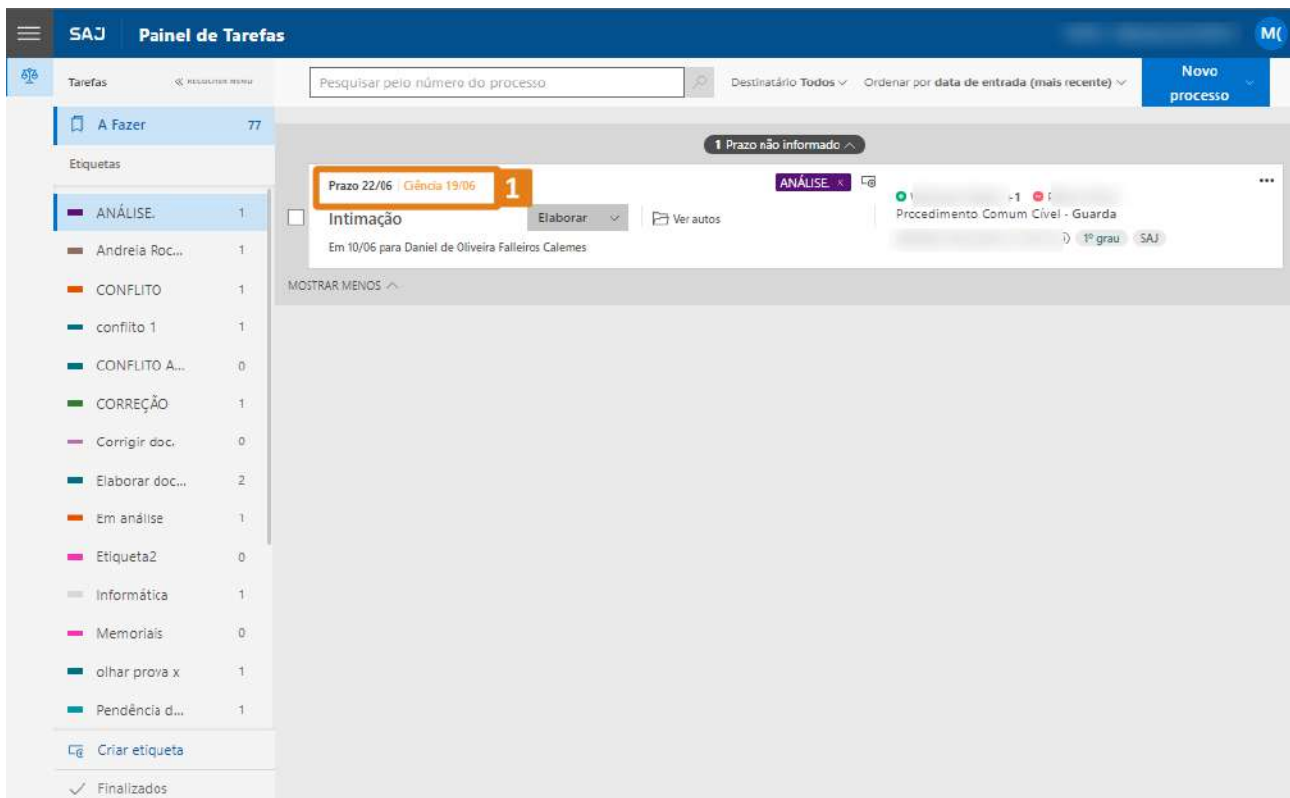 SAJ Painel de Tarefas M(
Tarefas
Pesquisar pelo número do processo
Destinatário Todos Ordenar por data de entrada (mais recente)
Novo
processo
A Fazer 77
Etiquetas
1 Prazo não informado
Prazo 22/06 Ciência 19/06
1
ANÁLISE. ×
Intimação
Elaborar
Ver autos
Em 10/06 para Daniel de Oliveira Falleiros Calemes
-1
Procedimento Comum Cível - Guarda
1º grau SAJ
MOSTRAR MENOS
ANÁLISE. 1
Andreia Roc... 1
CONFLITO 1
conflito 1 1
CONFLITO A... 0
CORREÇÃO 1
Corrigir doc. 0
Elaborar doc... 2
Em análise 1
Etiqueta2 0
Informática 1
Memoriais 0
olhar prova x 1
Pendência d... 1
Criar etiqueta
Finalizados